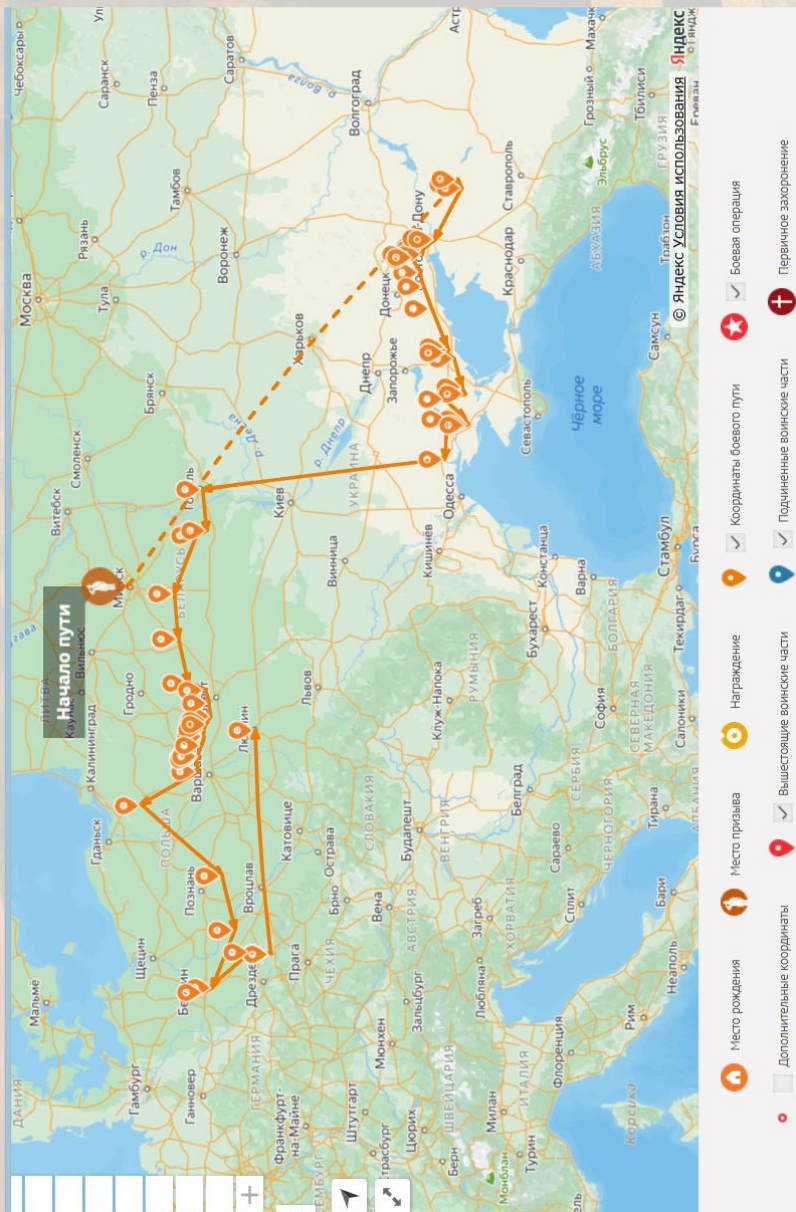 ДАНИЯ
Мальмё
Гамбург
Ганновер
Щецин
Гданьск
Калининград
ЛИТВА
Каунас
Вильнюс
Начало пути
Минск
Витебск
Смоленск
Москва
Рязань
Тула
Саранск
Чебоксары
Пенза
Тамбов
Саратов
р. Волга
Брянск
Гродно
БЕЛАРУСЬ
Гомель
р. Десна
р. Дон
Воронеж
Волгоград
ГЕРМАНИЯ
Берлин
Познань
ПОЛЬША
Варшава
Брест
Люблин
Вроцлав
Дрезден
Франкфурт-
на-Майне
Прага
ЧЕХИЯ
Катовице
Острава
Брно
Львов
Киев
Винница
УКРАИНА
р. Днепр
Харьков
Днепр
Запорожье
Донецк
Ростов-на-Дону
Штутгарт
Мюнхен
Страсбург
Цюрих
Берн
ШВЕЙЦАРИЯ
АВСТРИЯ
Зальцбург
Вена
СЛОВАКИЯ
Будапешт
ВЕНГРИЯ
Клуж-Напока
РУМЫНИЯ
Кишинёв
Одесса
Севастополь
Краснодар
Ставрополь
Монблан
Милан
Турин
ИТАЛИЯ
Любляна
Загреб
ХОРВАТИЯ
Белград
СЕРБИЯ
Сараево
Сплит
ЧЕРНОГОРИЯ
Бухарест
Констанца
Варна
БОЛГАРИЯ
София
СЕВЕРНАЯ
МАКЕДОНИЯ
Чёрное
море
АБХАЗИЯ
Эльбрус
Грозный
Махачк
ГРУЗИЯ
Тбилиси
Ереван
Флоренция
Корсика
Рим
Неаполь
Бари
Тирана
АЛБАНИЯ
Салоники
Текирдаг
Стамбул
Бурса
Самсун
Трабзон
© Яндекс Условия использования Яндекс
Место рождения
Место призыва
Награждение
Координаты боевого пути
Боевая операция
Дополнительные координаты
Вышестоящие воинские части
Подчиненные воинские части
Первичное захоронение